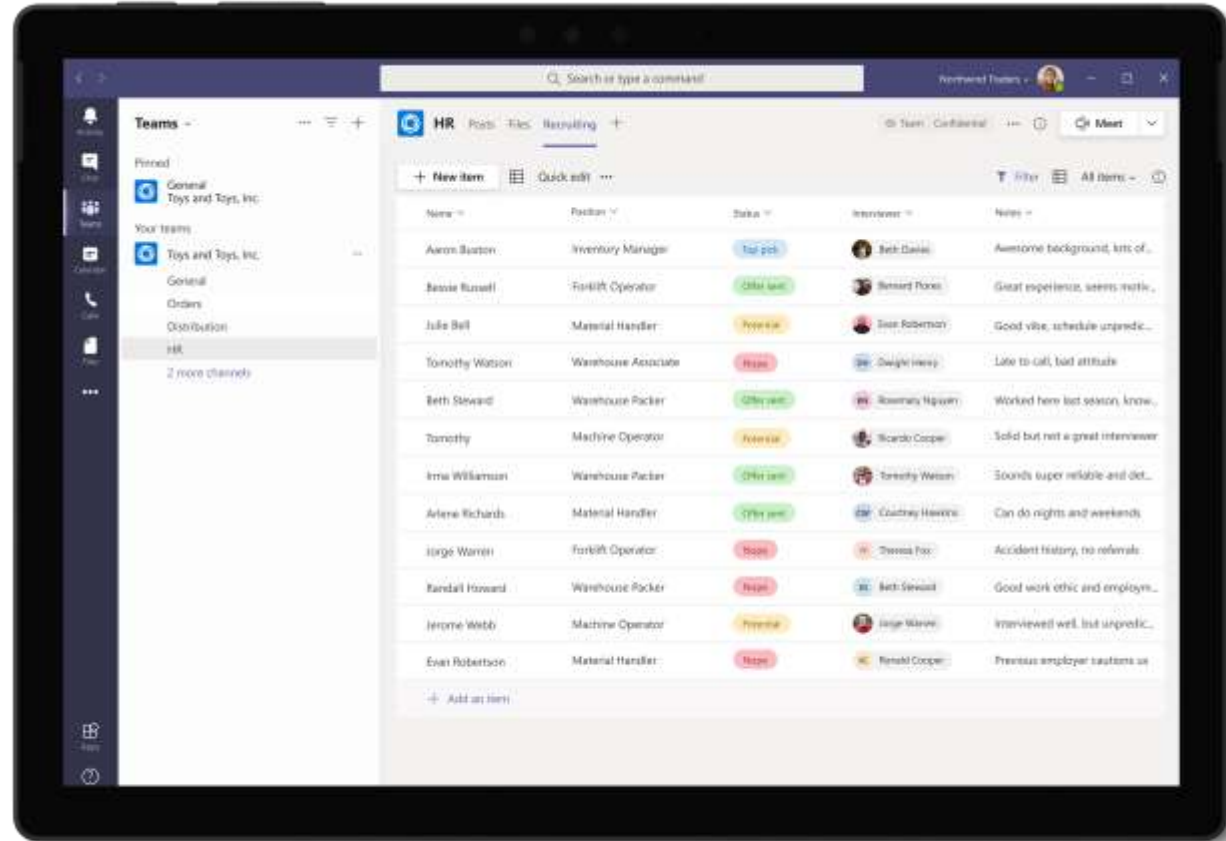 Search or type a command
Northwind Traders
Teams
HR Posts Files Recruiting
Team Confidential
Meet
Pinned
General
Toys and Toys, Inc.
+ New item Quick edit
Filter All items
Your teams
Toys and Toys, Inc.
General
Orders
Distribution
HR
2 more channels
Activity
Chat
Teams
Calendar
Calls
Files
Apps
Name Position Status Interviewer Notes
Aaron Buxton Inventory Manager Top pick Beth Davies Awesome background, lots of...
Bessie Russell Forklift Operator Offer sent Bernard Flores Great experience, seems motiv...
Julie Bell Material Handler Potential Evan Robertson Good vibe, schedule unpredic...
Tomothy Watson Warehouse Associate Nope Dwight Henry Late to call, bad attitude
Beth Steward Warehouse Packer Offer sent Rosemary Nguyen Worked here last season, know...
Tomothy Machine Operator Potential Ricardo Cooper Solid but not a great interviewer
Irma Williamson Warehouse Packer Offer sent Tomothy Watson Sounds super reliable and det...
Arlene Richards Material Handler Offer sent Courtney Hawkins Can do nights and weekends
Jorge Warren Forklift Operator Nope Theresa Fox Accident history, no referrals
Randall Howard Warehouse Packer Nope Beth Steward Good work ethic and employm...
Jerome Webb Machine Operator Potential Jorge Warren Interviewed well, but unpredic...
Evan Robertson Material Handler Nope Ronald Cooper Previous employer cautions us
+ Add an item